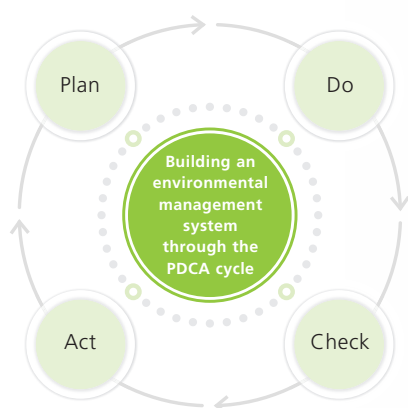 Plan
Do
Building an
environmental
management
system
through the
PDCA cycle
Act
Check